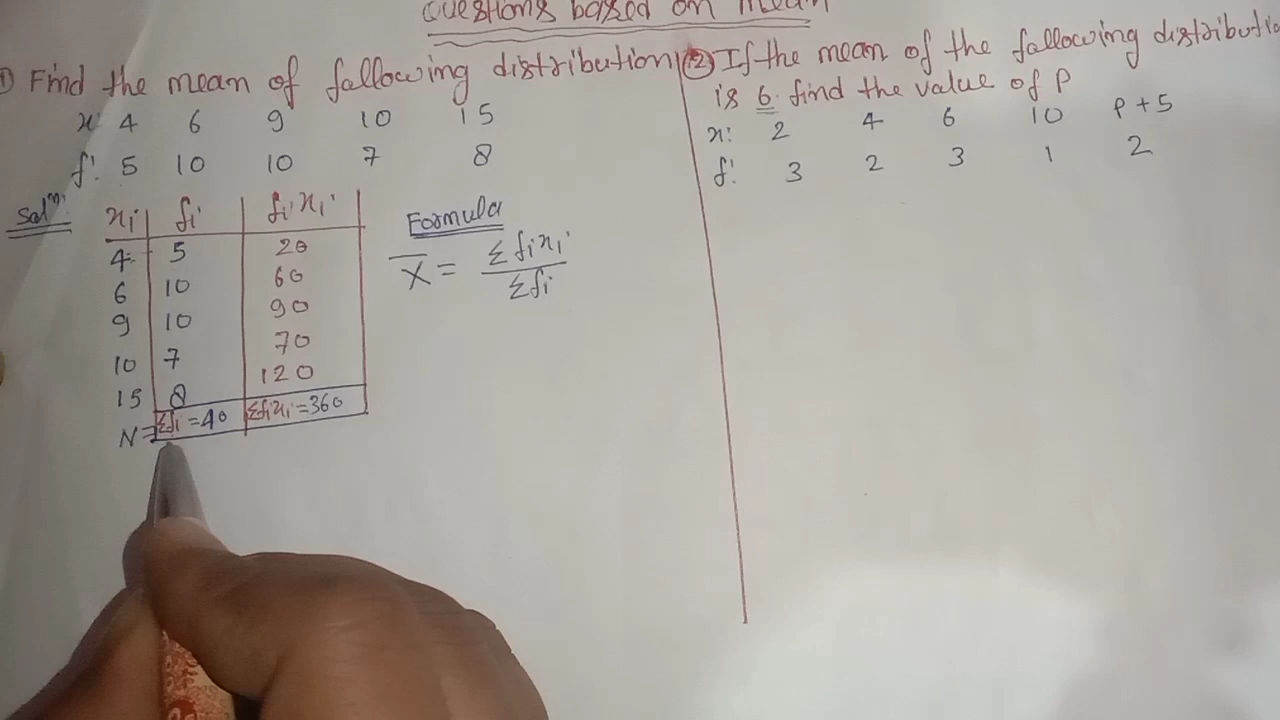 Questions based on mean
① Find the mean of fallowing distribution
x: 4 6 9 10 15
f: 5 10 10 7 8
Solⁿ:
xi fi fixi
4 5 20
6 10 60
9 10 90
10 7 70
15 8 120
N= Σfi = 40 Σfixi = 360
Formula
X̄ = Σfixi / Σfi
② If the mean of the fallowing distributio
is 6. find the value of P
x: 2 4 6 10 P+5
f: 3 2 3 1 2